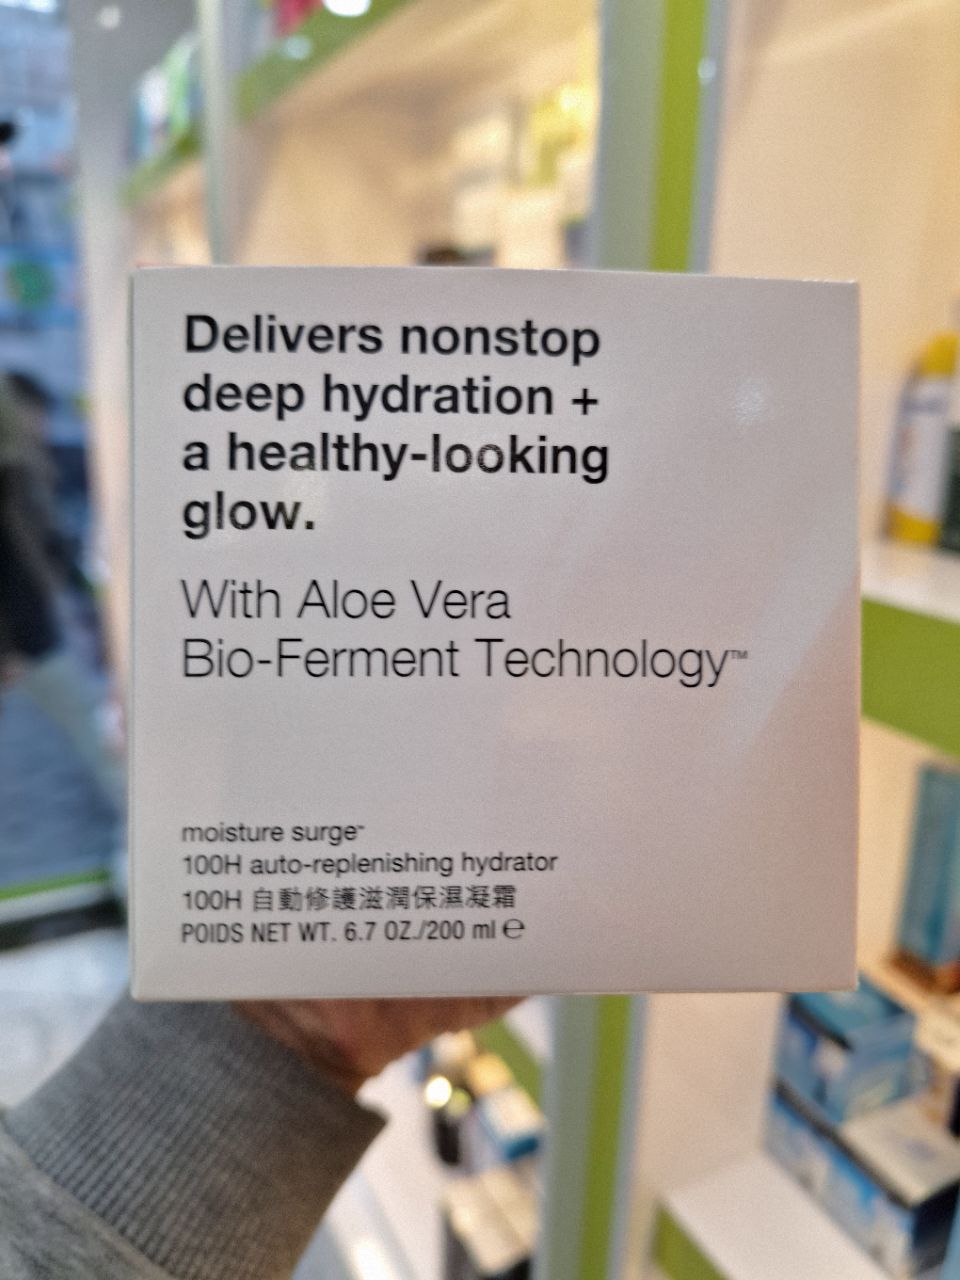 Delivers nonstop
deep hydration +
a healthy-looking
glow.
With Aloe Vera
Bio-Ferment Technology™
moisture surge™
100H auto-replenishing hydrator
100H 自動修護滋潤保濕凝霜
POIDS NET WT. 6.7 OZ./200 ml ℮